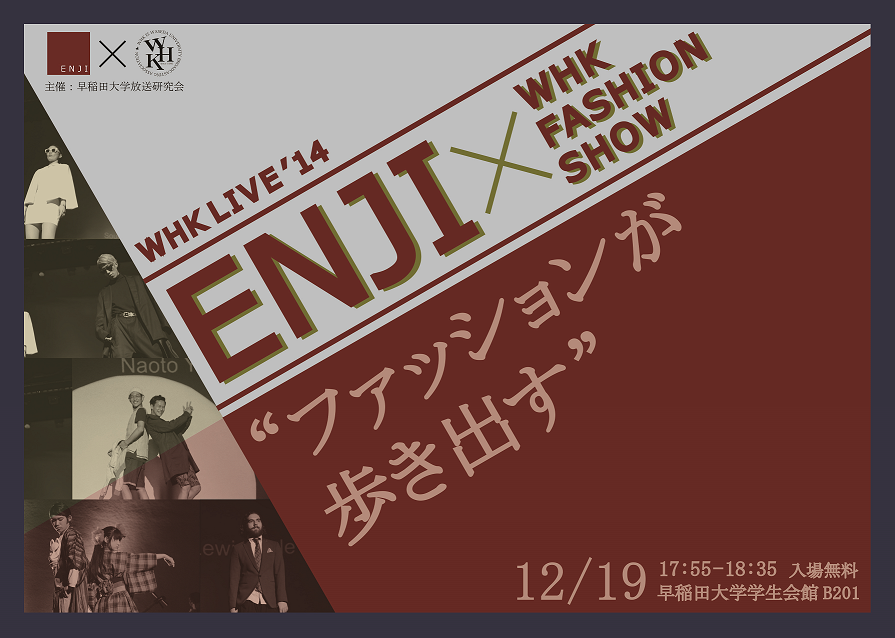 ENJI
WHK
主催：早稲田大学放送研究会
WHK LIVE'14
ENJI×WHK
FASHION
SHOW
“ファッションが
歩き出す”
Naoto
12/19
17:55-18:35 入場無料
早稲田大学学生会館 B201